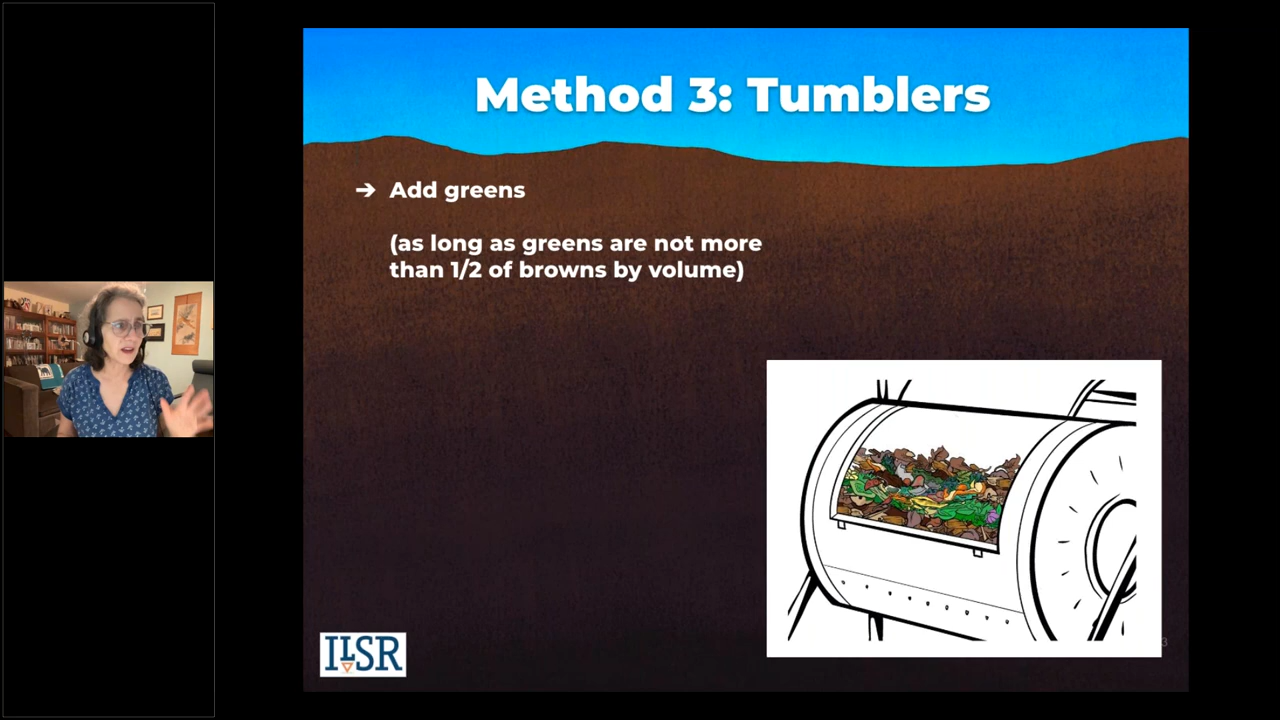 Method 3: Tumblers
➔ Add greens
(as long as greens are not more
than 1/2 of browns by volume)
ILSR
3